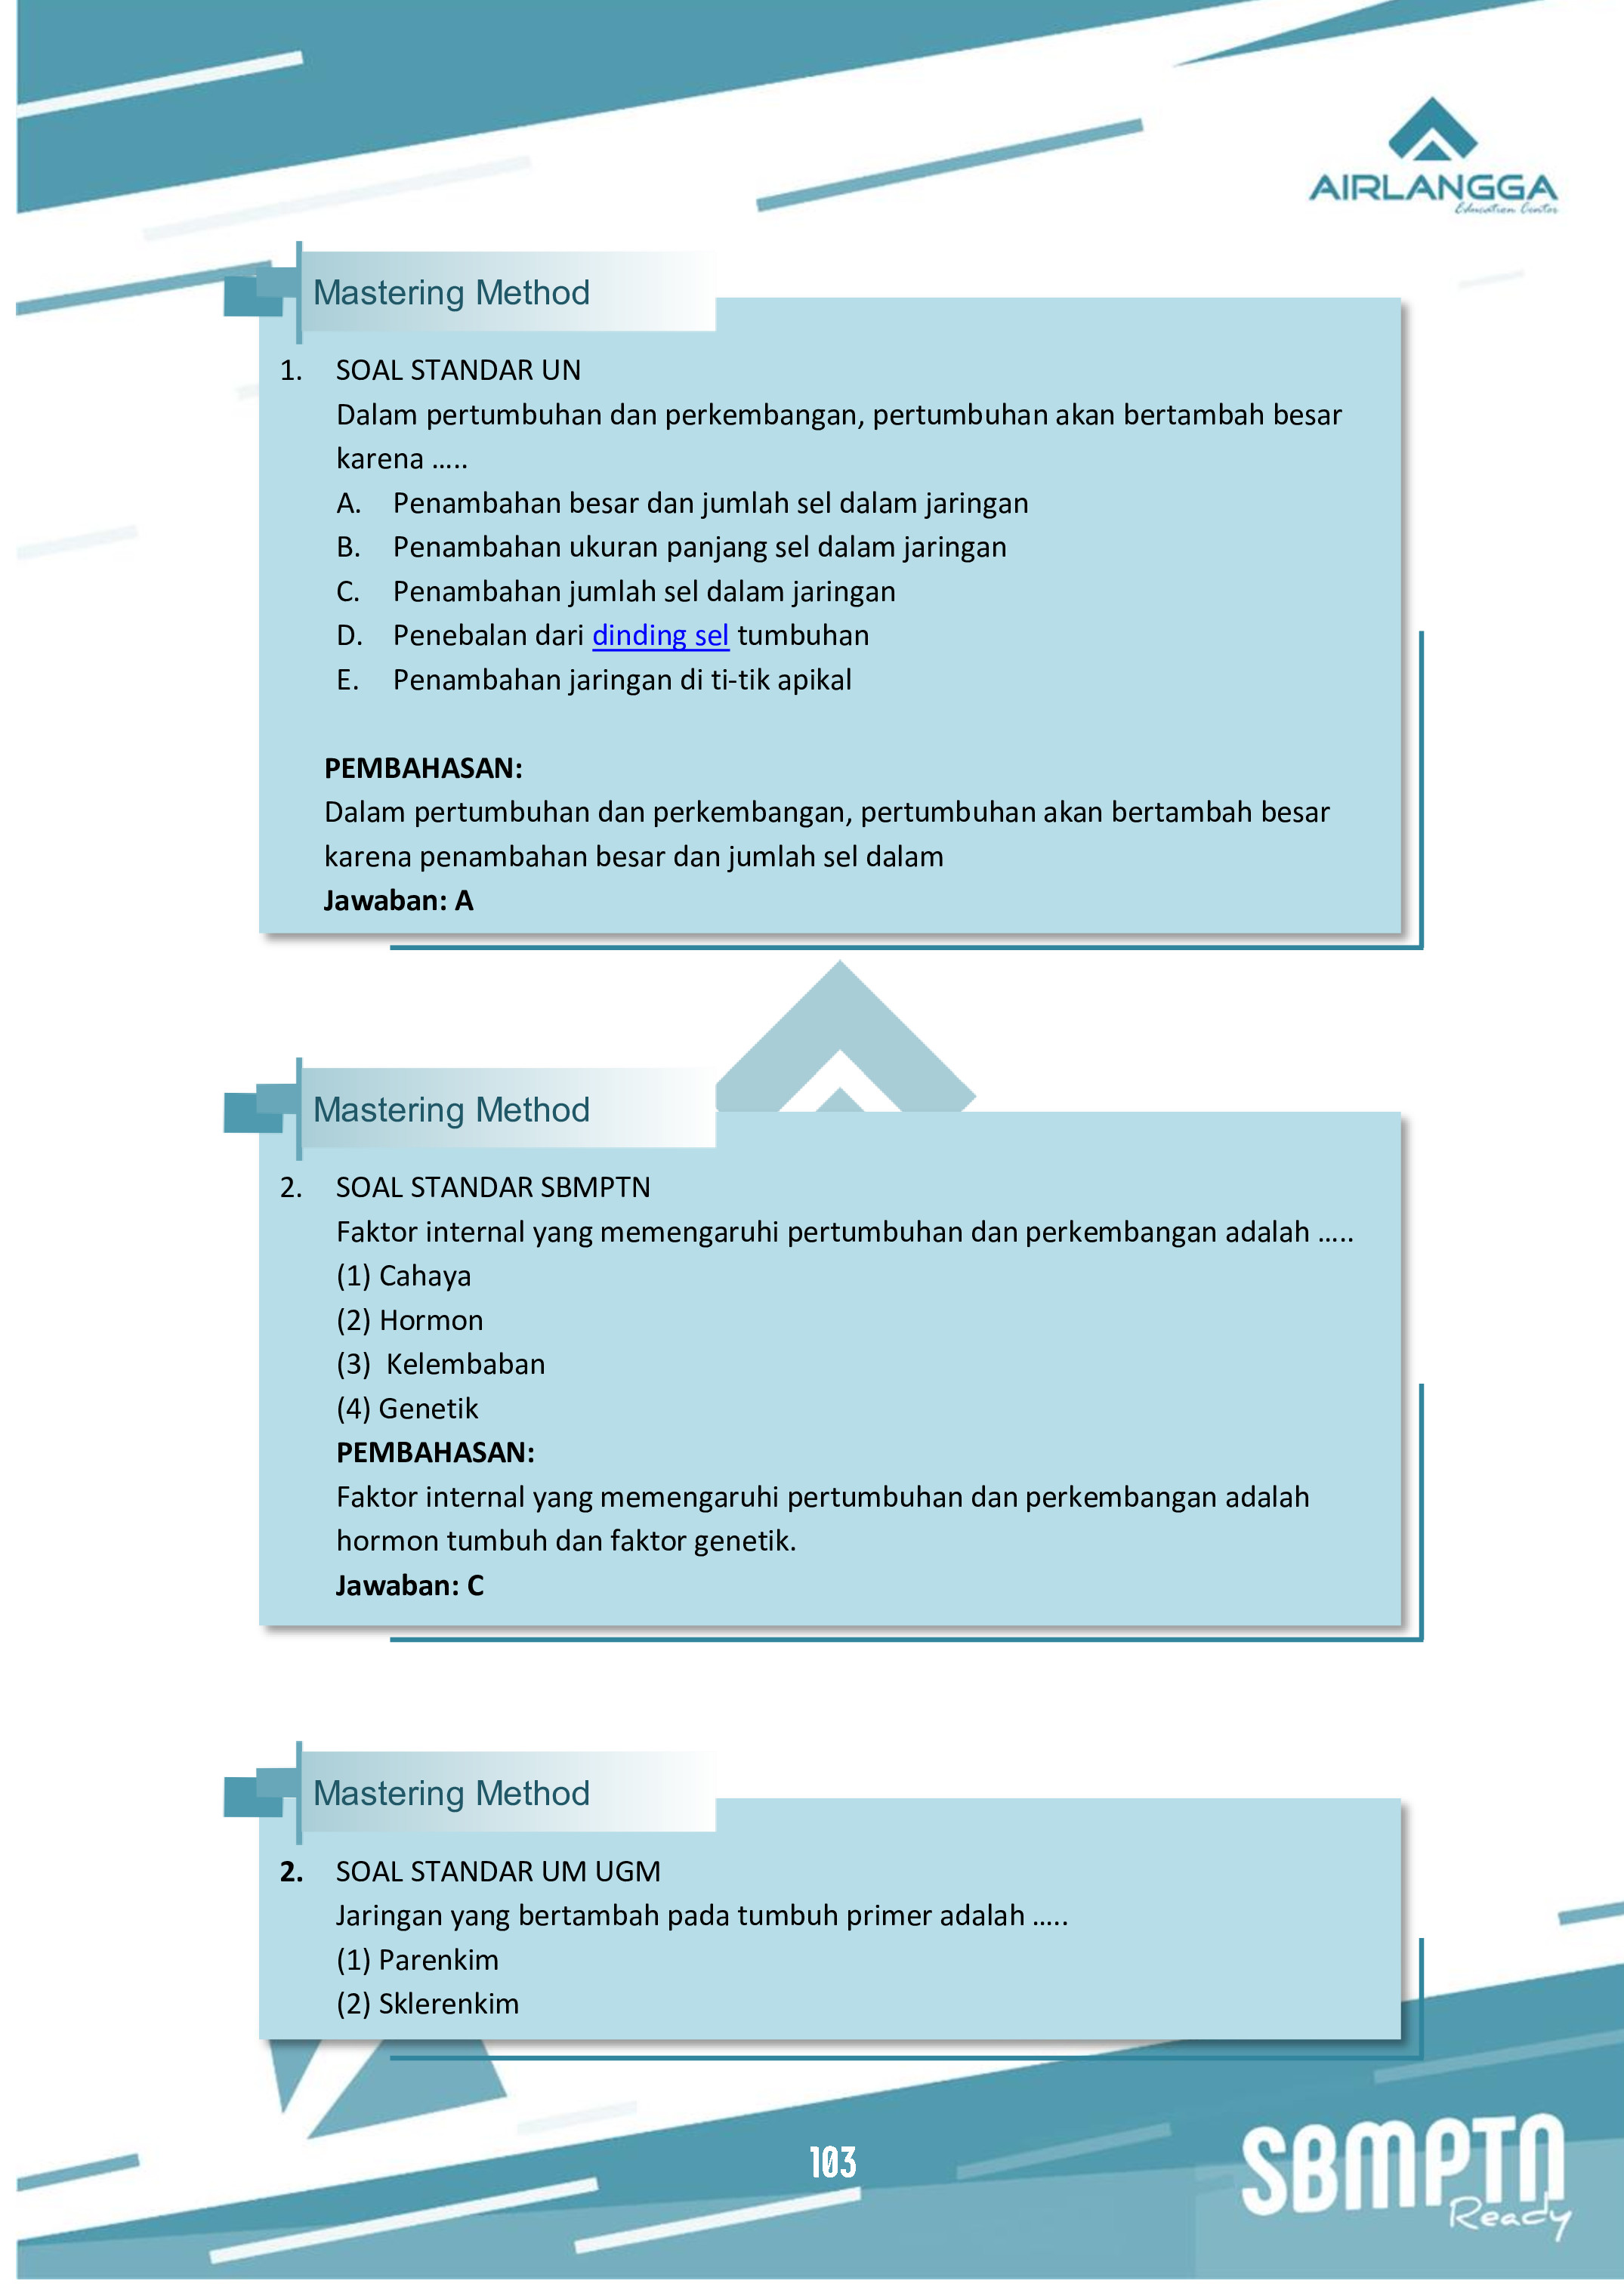 AIRLANGGA
Education Center
Mastering Method
1. SOAL STANDAR UN
Dalam pertumbuhan dan perkembangan, pertumbuhan akan bertambah besar
karena .....
A. Penambahan besar dan jumlah sel dalam jaringan
B. Penambahan ukuran panjang sel dalam jaringan
C. Penambahan jumlah sel dalam jaringan
D. Penebalan dari dinding sel tumbuhan
E. Penambahan jaringan di ti-tik apikal
PEMBAHASAN:
Dalam pertumbuhan dan perkembangan, pertumbuhan akan bertambah besar
karena penambahan besar dan jumlah sel dalam
Jawaban: A
Mastering Method
2. SOAL STANDAR SBMPTN
Faktor internal yang memengaruhi pertumbuhan dan perkembangan adalah .....
(1) Cahaya
(2) Hormon
(3) Kelembaban
(4) Genetik
PEMBAHASAN:
Faktor internal yang memengaruhi pertumbuhan dan perkembangan adalah
hormon tumbuh dan faktor genetik.
Jawaban: C
Mastering Method
2. SOAL STANDAR UM UGM
Jaringan yang bertambah pada tumbuh primer adalah .....
(1) Parenkim
(2) Sklerenkim
103
SBMPTN
Ready